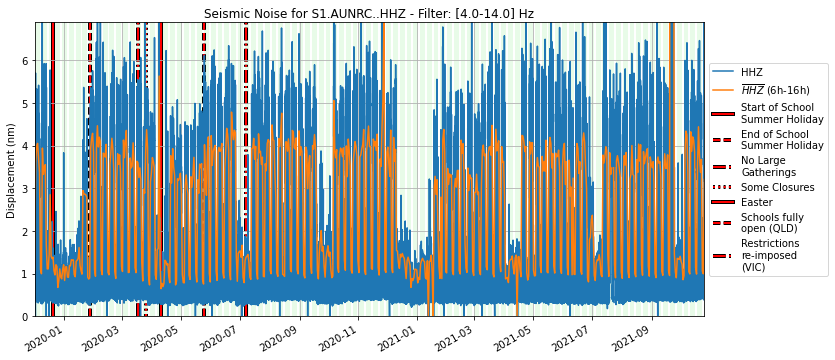 Seismic Noise for S1.AUNRC..HHZ - Filter: [4.0-14.0] Hz
Displacement (nm)
6
5
4
3
2
1
0
2020-01
2020-03
2020-05
2020-07
2020-09
2020-11
2021-01
2021-03
2021-05
2021-07
2021-09
HHZ
HHZ (6h-16h)
Start of School
Summer Holiday
End of School
Summer Holiday
No Large
Gatherings
Some Closures
Easter
Schools fully
open (QLD)
Restrictions
re-imposed
(VIC)